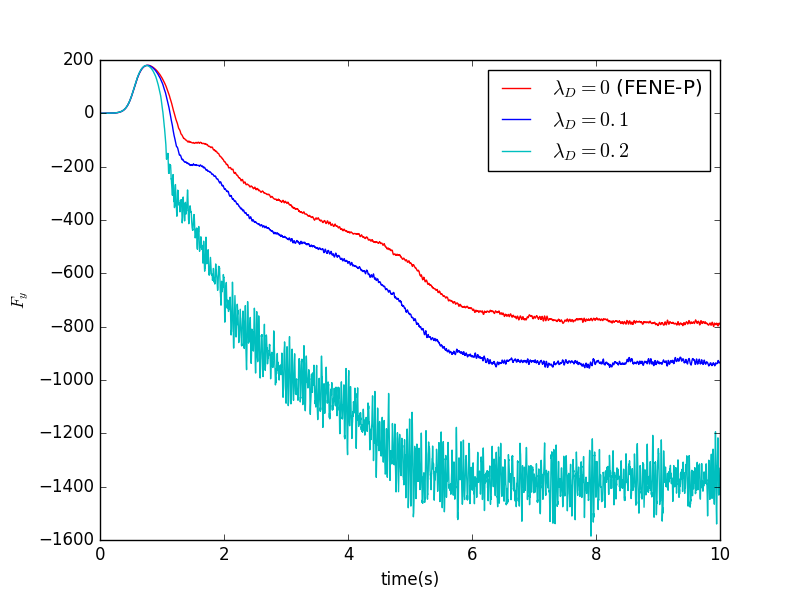 200
0
−200
−400
−600
−800
−1000
−1200
−1400
−1600
F_y
0 2 4 6 8 10
time(s)
λ_D = 0 (FENE-P)
λ_D = 0.1
λ_D = 0.2